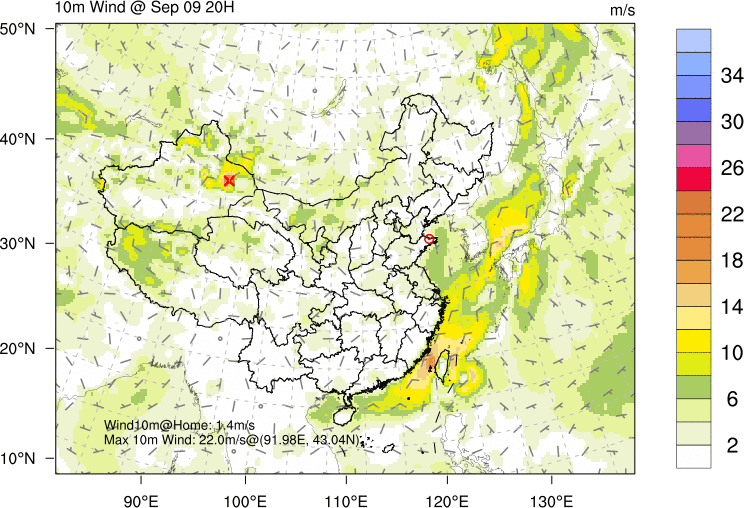 10m Wind @ Sep 09 20H
m/s
50°N
40°N
30°N
20°N
10°N
34
30
26
22
18
14
10
6
2
Wind10m@Home: 1.4m/s
Max 10m Wind: 22.0m/s@(91.98E, 43.04N)
90°E 100°E 110°E 120°E 130°E